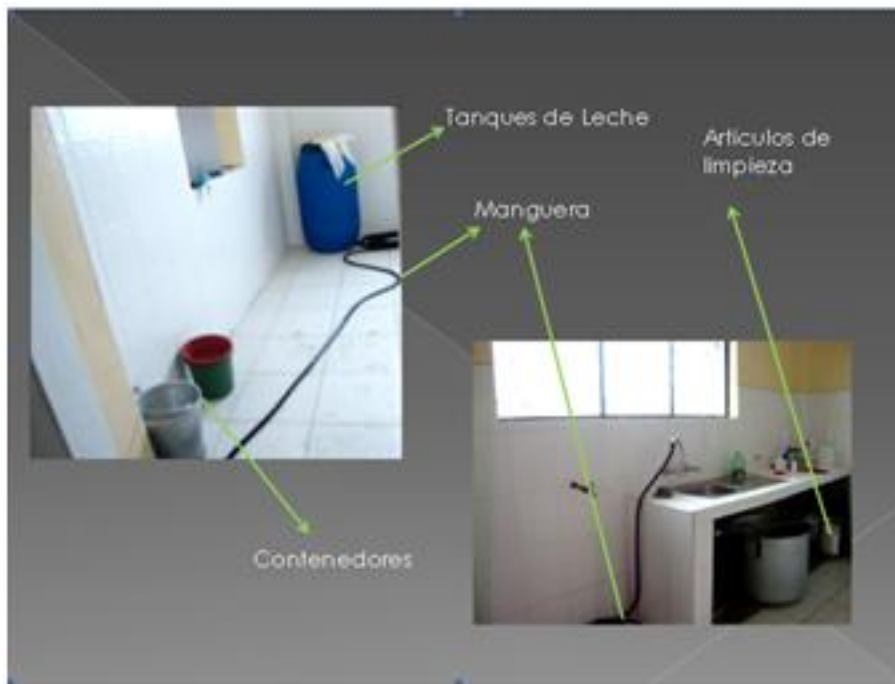 Tanques de Leche
Articulos de
limpieza
Manguera
Contenedores